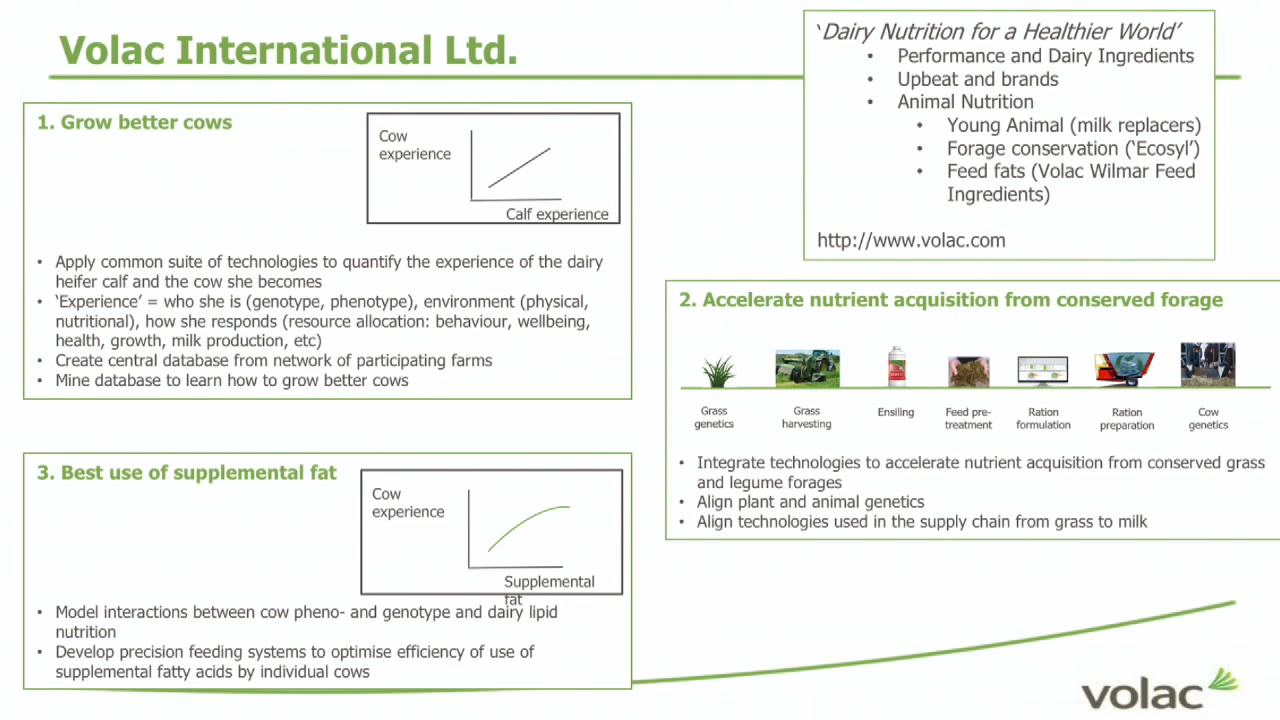 Volac International Ltd.
‘Dairy Nutrition for a Healthier World’
• Performance and Dairy Ingredients
• Upbeat and brands
• Animal Nutrition
• Young Animal (milk replacers)
• Forage conservation (‘Ecosyl’)
• Feed fats (Volac Wilmar Feed
Ingredients)
http://www.volac.com
1. Grow better cows
Cow
experience
Calf experience
• Apply common suite of technologies to quantify the experience of the dairy
heifer calf and the cow she becomes
• ‘Experience’ = who she is (genotype, phenotype), environment (physical,
nutritional), how she responds (resource allocation: behaviour, wellbeing,
health, growth, milk production, etc)
• Create central database from network of participating farms
• Mine database to learn how to grow better cows
2. Accelerate nutrient acquisition from conserved forage
Grass
genetics
Grass
harvesting
Ensiling
Feed pre-
treatment
Ration
formulation
Ration
preparation
Cow
genetics
• Integrate technologies to accelerate nutrient acquisition from conserved grass
and legume forages
• Align plant and animal genetics
• Align technologies used in the supply chain from grass to milk
3. Best use of supplemental fat
Cow
experience
Supplemental
fat
• Model interactions between cow pheno- and genotype and dairy lipid
nutrition
• Develop precision feeding systems to optimise efficiency of use of
supplemental fatty acids by individual cows
volac